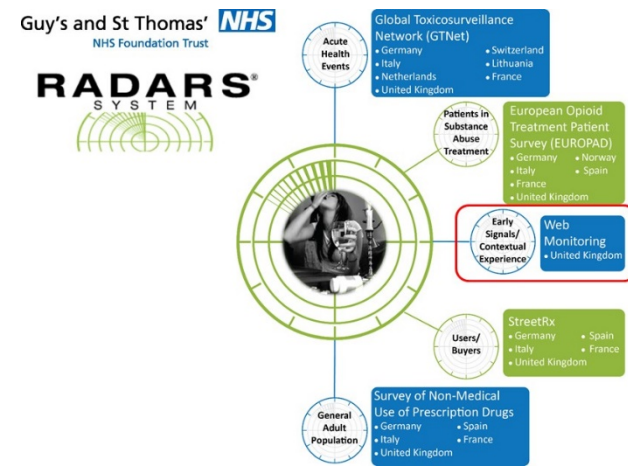 Guy's and St Thomas' NHS
NHS Foundation Trust
RADARS®
SYSTEM
Acute
Health
Events
Global Toxicosurveillance
Network (GTNet)
• Germany • Switzerland
• Italy • Lithuania
• Netherlands • France
• United Kingdom
Patients in
Substance
Abuse
Treatment
European Opioid
Treatment Patient
Survey (EUROPAD)
• Germany • Norway
• Italy • Spain
• France
• United Kingdom
Early
Signals/
Contextual
Experience
Web
Monitoring
• United Kingdom
Users/
Buyers
StreetRx
• Germany • Spain
• Italy • France
• United Kingdom
General
Adult
Population
Survey of Non-Medical
Use of Prescription Drugs
• Germany • Spain
• Italy • France
• United Kingdom